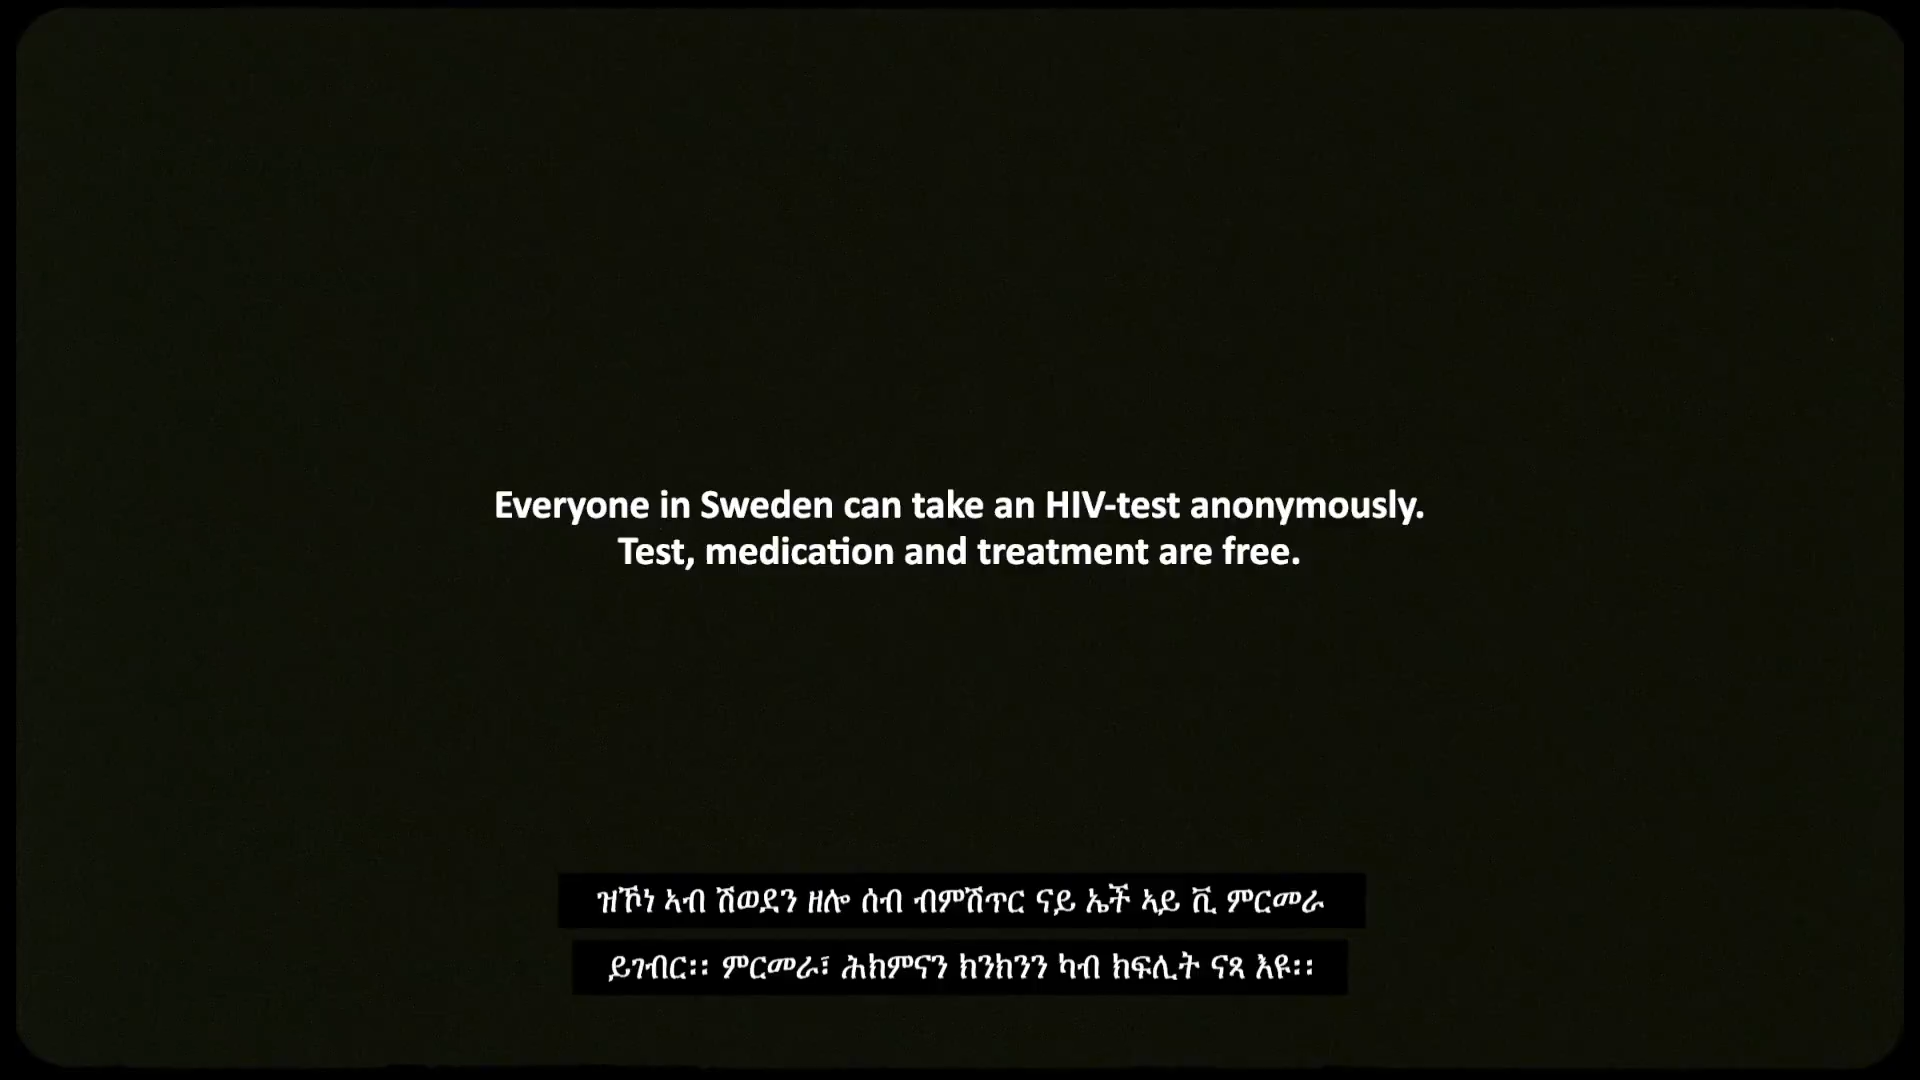 Everyone in Sweden can take an HIV-test anonymously.
Test, medication and treatment are free.
ዝኾነ ኣብ ሽወደን ዘሎ ሰብ ብምሽጥር ናይ ኤች ኣይ ቪ ምርመራ
ይገብር፡፡ ምርመራ፣ ሕክምናን ክንክንን ካብ ክፍሊት ናጻ እዩ፡፡